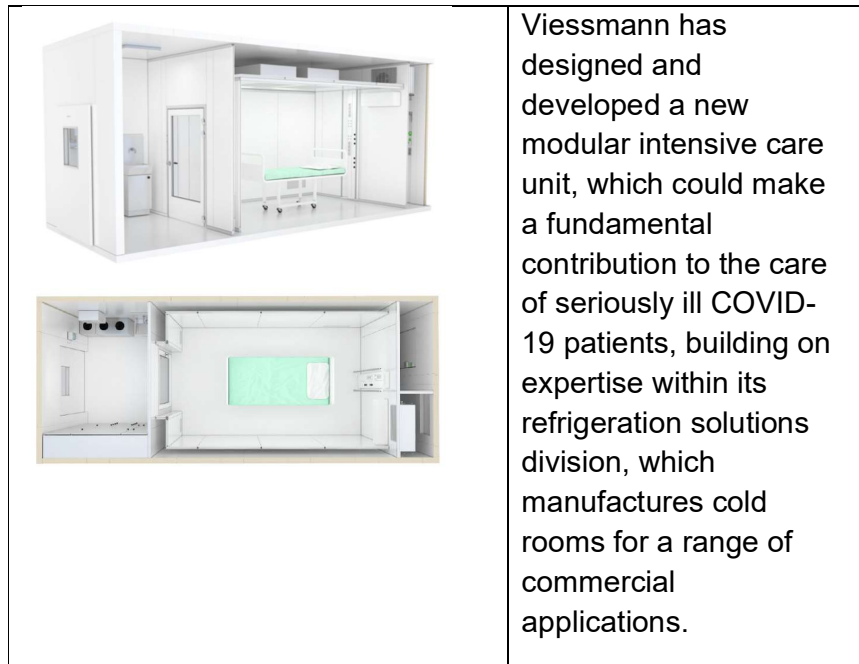 Viessmann has
designed and
developed a new
modular intensive care
unit, which could make
a fundamental
contribution to the care
of seriously ill COVID-
19 patients, building on
expertise within its
refrigeration solutions
division, which
manufactures cold
rooms for a range of
commercial
applications.